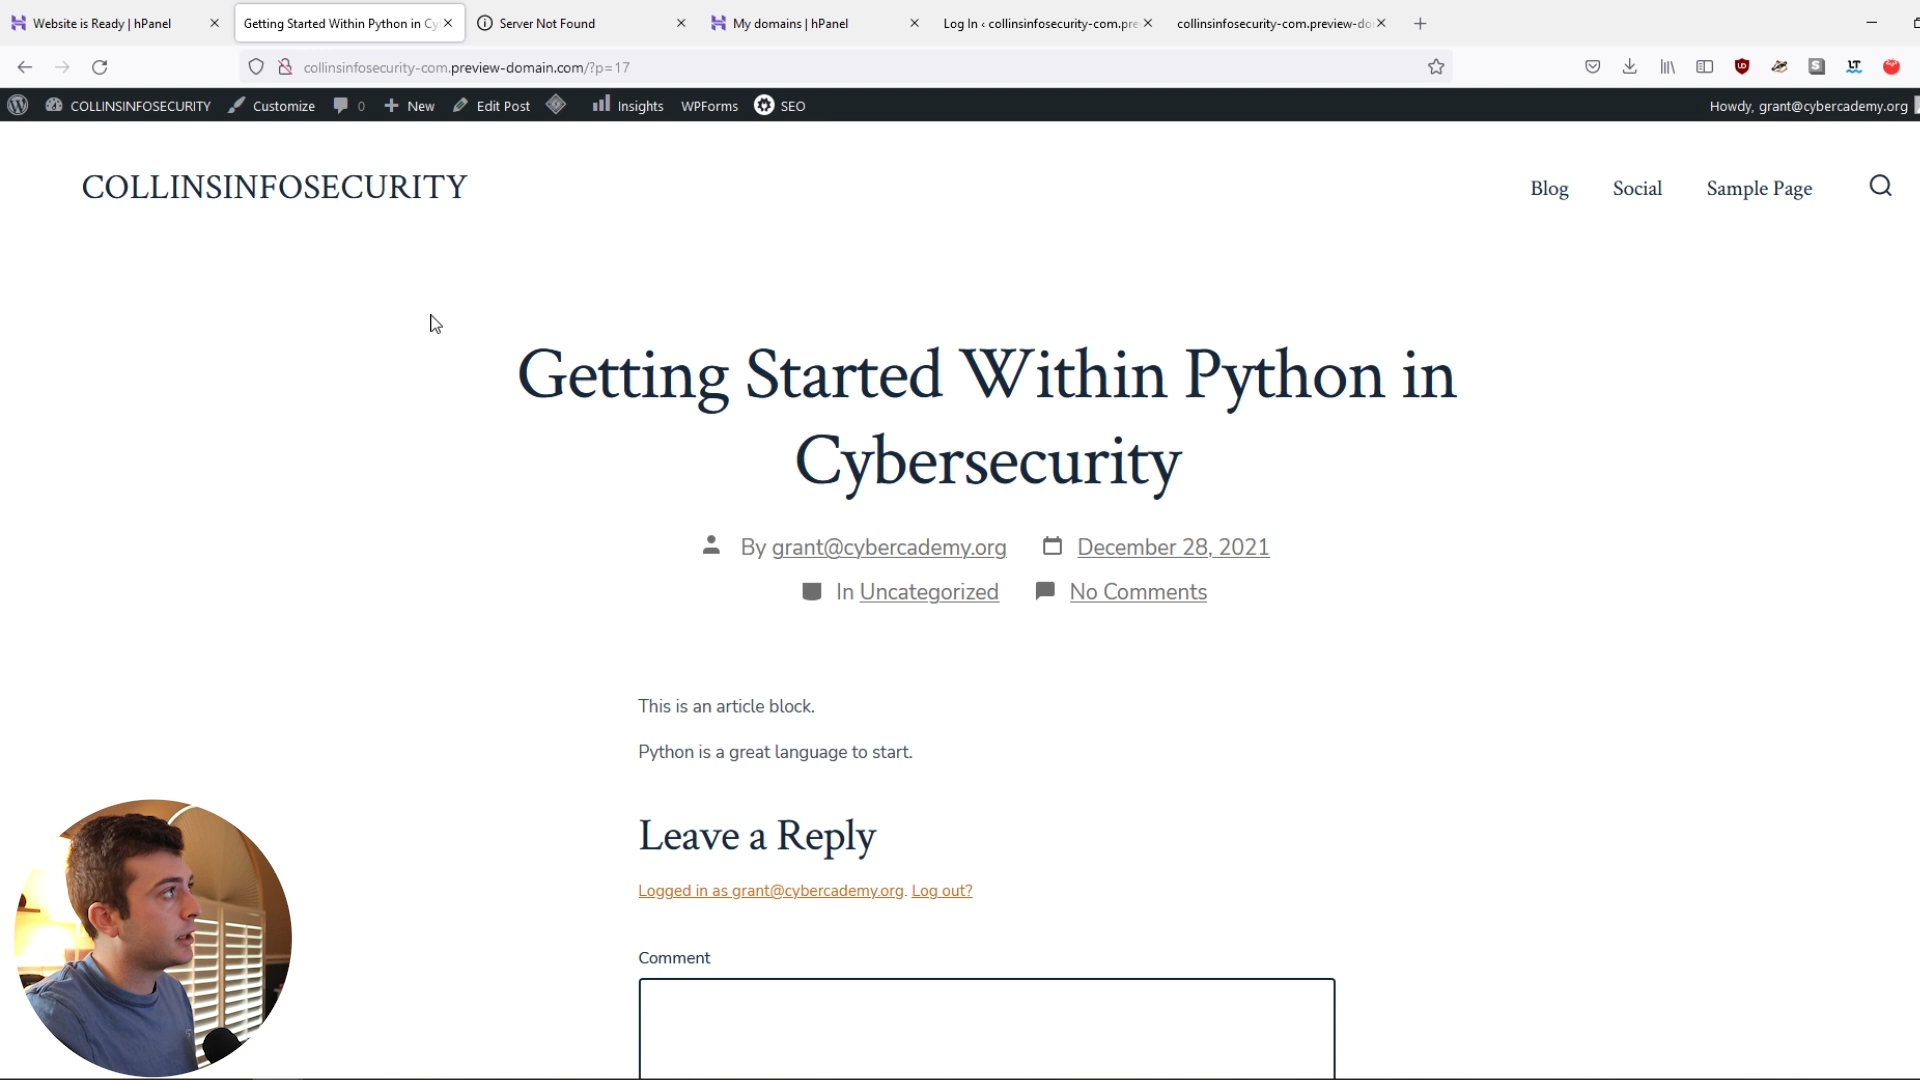 Website is Ready | hPanel
Getting Started Within Python in Cy
Server Not Found
My domains | hPanel
Log In ‹ collinsinfosecurity-com.pre
collinsinfosecurity-com.preview-do
collinsinfosecurity-com.preview-domain.com/?p=17
COLLINSINFOSECURITY
Customize
0
New
Edit Post
Insights
WPForms
SEO
Howdy, grant@cybercademy.org
COLLINSINFOSECURITY
Blog
Social
Sample Page
Getting Started Within Python in
Cybersecurity
By grant@cybercademy.org
December 28, 2021
In Uncategorized
No Comments
This is an article block.
Python is a great language to start.
Leave a Reply
Logged in as grant@cybercademy.org. Log out?
Comment